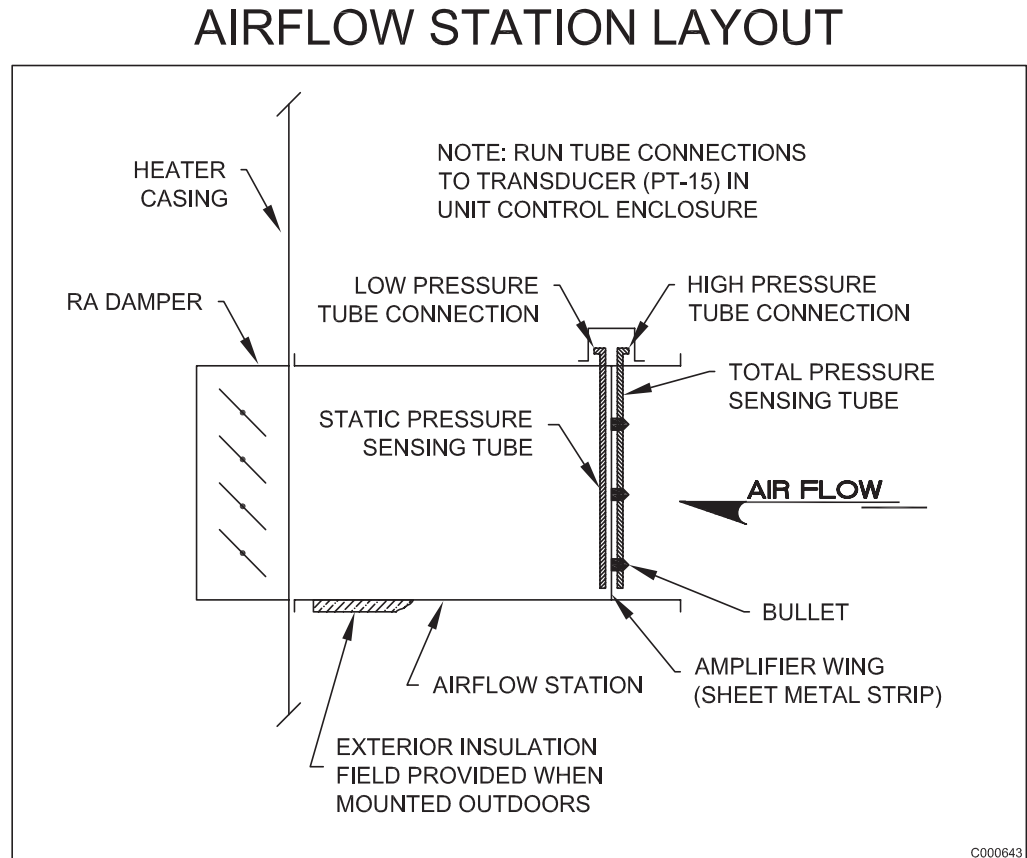 AIRFLOW STATION LAYOUT
HEATER
CASING
NOTE: RUN TUBE CONNECTIONS
TO TRANSDUCER (PT-15) IN
UNIT CONTROL ENCLOSURE
RA DAMPER
LOW PRESSURE
TUBE CONNECTION
HIGH PRESSURE
TUBE CONNECTION
TOTAL PRESSURE
SENSING TUBE
STATIC PRESSURE
SENSING TUBE
AIR FLOW
BULLET
AMPLIFIER WING
(SHEET METAL STRIP)
AIRFLOW STATION
EXTERIOR INSULATION
FIELD PROVIDED WHEN
MOUNTED OUTDOORS
C000643